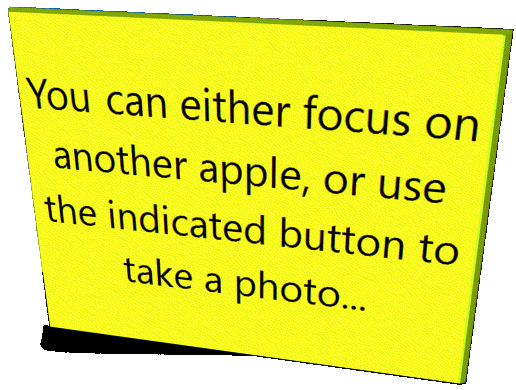 You can either focus on
another apple, or use
the indicated button to
take a photo...